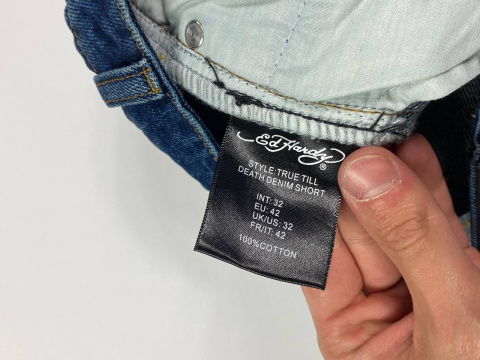 Ed Hardy®
STYLE:TRUE TILL
DEATH DENIM SHORT
INT: 32
EU: 42
UK/US: 32
FR/IT: 42
100%COTTON